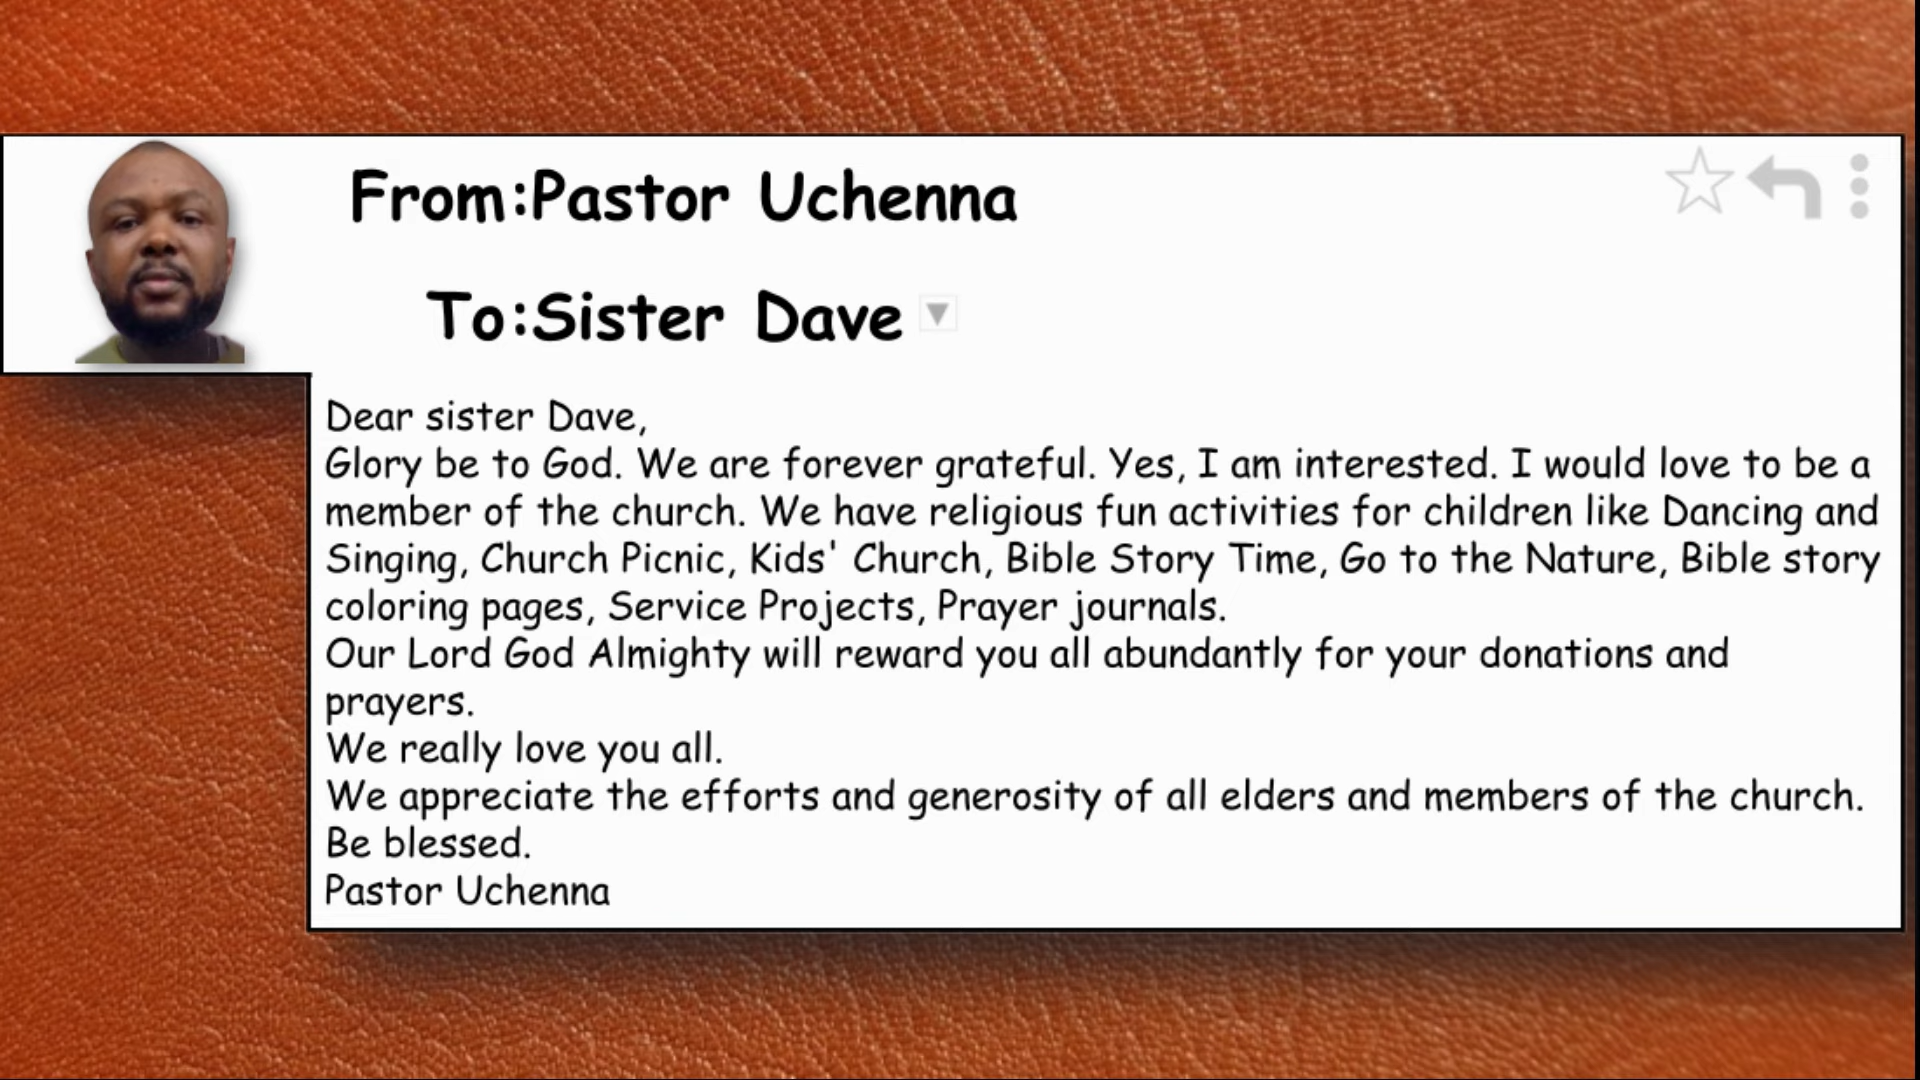 From:Pastor Uchenna
To:Sister Dave
Dear sister Dave,
Glory be to God. We are forever grateful. Yes, I am interested. I would love to be a
member of the church. We have religious fun activities for children like Dancing and
Singing, Church Picnic, Kids' Church, Bible Story Time, Go to the Nature, Bible story
coloring pages, Service Projects, Prayer journals.
Our Lord God Almighty will reward you all abundantly for your donations and
prayers.
We really love you all.
We appreciate the efforts and generosity of all elders and members of the church.
Be blessed.
Pastor Uchenna